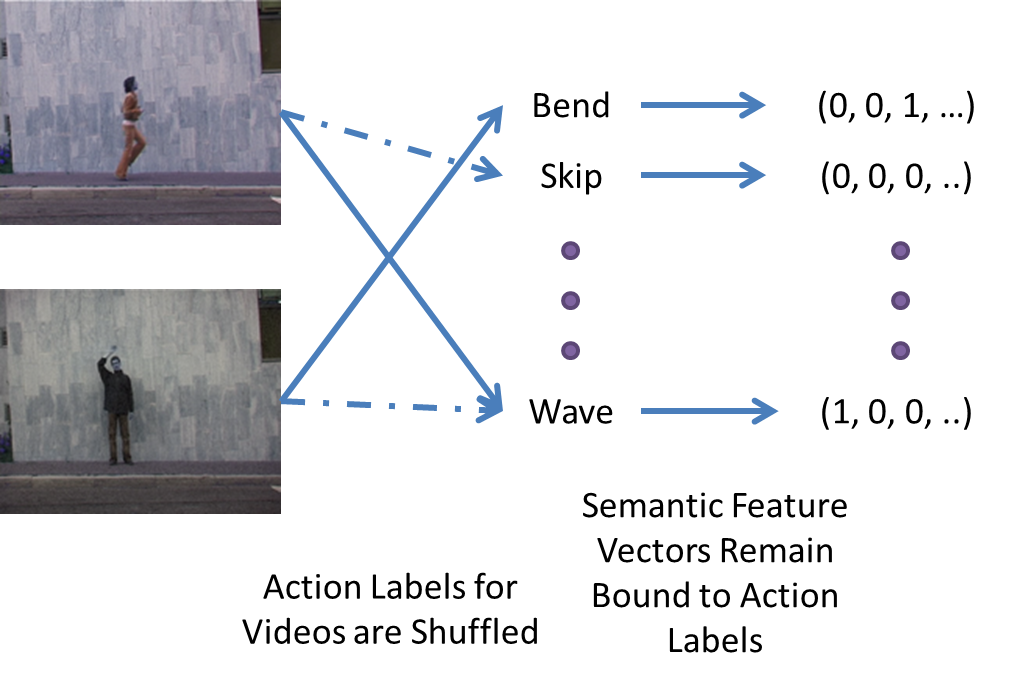 Bend
(0, 0, 1, ...)
Skip
(0, 0, 0, ..)
Wave
(1, 0, 0, ..)
Semantic Feature
Vectors Remain
Bound to Action
Labels
Action Labels for
Videos are Shuffled